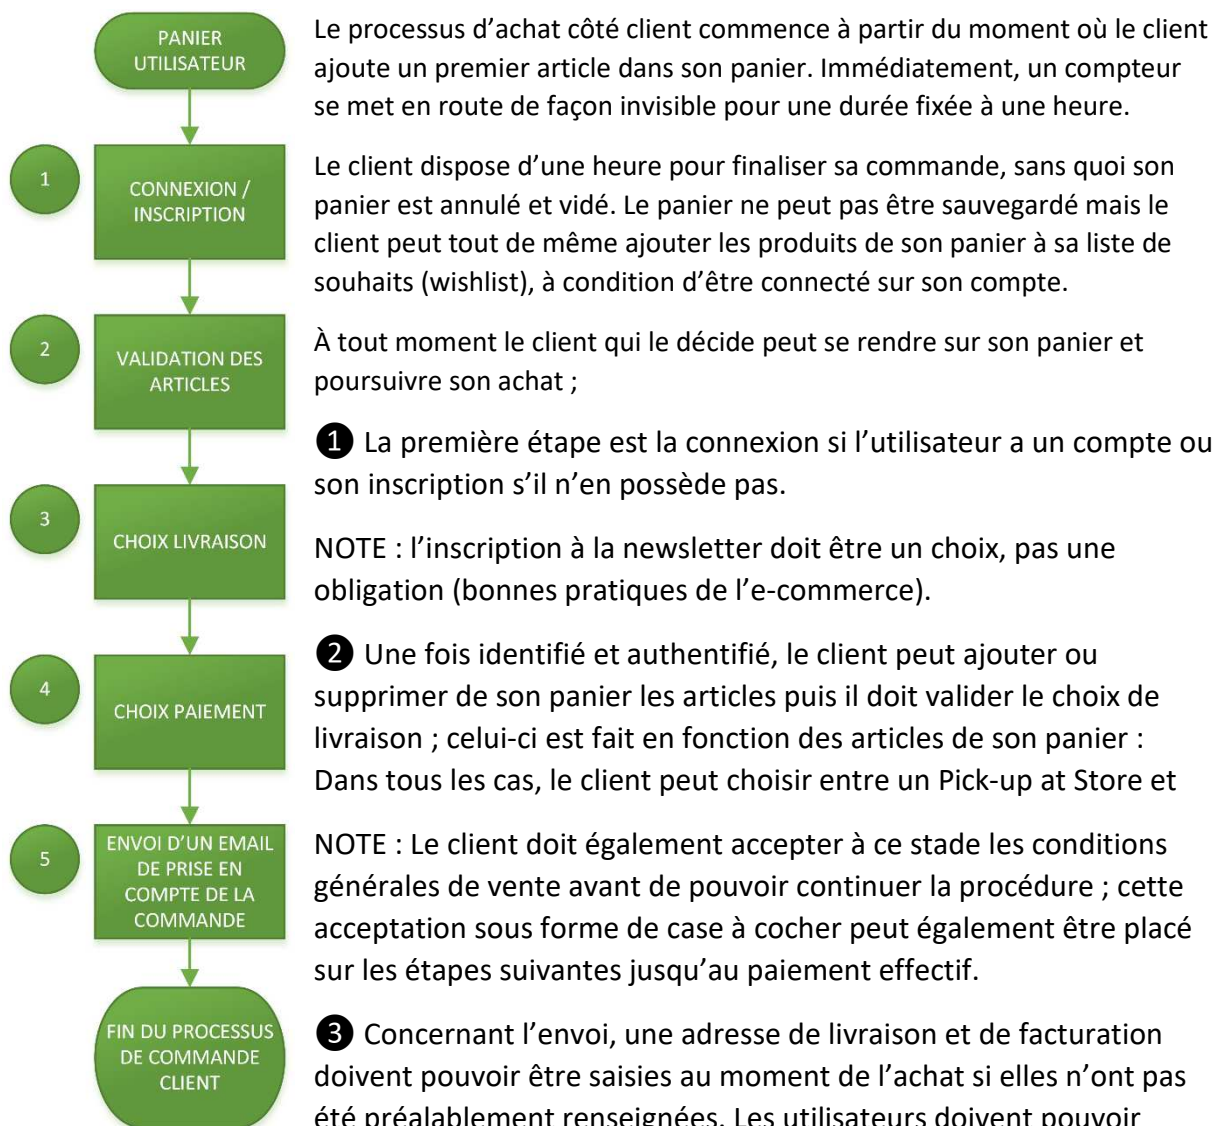 PANIER
UTILISATEUR
1
CONNEXION /
INSCRIPTION
2
VALIDATION DES
ARTICLES
3
CHOIX LIVRAISON
4
CHOIX PAIEMENT
5
ENVOI D’UN EMAIL
DE PRISE EN
COMPTE DE LA
COMMANDE
FIN DU PROCESSUS
DE COMMANDE
CLIENT
Le processus d’achat côté client commence à partir du moment où le client
ajoute un premier article dans son panier. Immédiatement, un compteur
se met en route de façon invisible pour une durée fixée à une heure.
Le client dispose d’une heure pour finaliser sa commande, sans quoi son
panier est annulé et vidé. Le panier ne peut pas être sauvegardé mais le
client peut tout de même ajouter les produits de son panier à sa liste de
souhaits (wishlist), à condition d’être connecté sur son compte.
À tout moment le client qui le décide peut se rendre sur son panier et
poursuivre son achat ;
❶ La première étape est la connexion si l’utilisateur a un compte ou
son inscription s’il n’en possède pas.
NOTE : l’inscription à la newsletter doit être un choix, pas une
obligation (bonnes pratiques de l’e-commerce).
❷ Une fois identifié et authentifié, le client peut ajouter ou
supprimer de son panier les articles puis il doit valider le choix de
livraison ; celui-ci est fait en fonction des articles de son panier :
Dans tous les cas, le client peut choisir entre un Pick-up at Store et
NOTE : Le client doit également accepter à ce stade les conditions
générales de vente avant de pouvoir continuer la procédure ; cette
acceptation sous forme de case à cocher peut également être placé
sur les étapes suivantes jusqu’au paiement effectif.
❸ Concernant l’envoi, une adresse de livraison et de facturation
doivent pouvoir être saisies au moment de l’achat si elles n’ont pas
été préalablement renseignées. Les utilisateurs doivent pouvoir